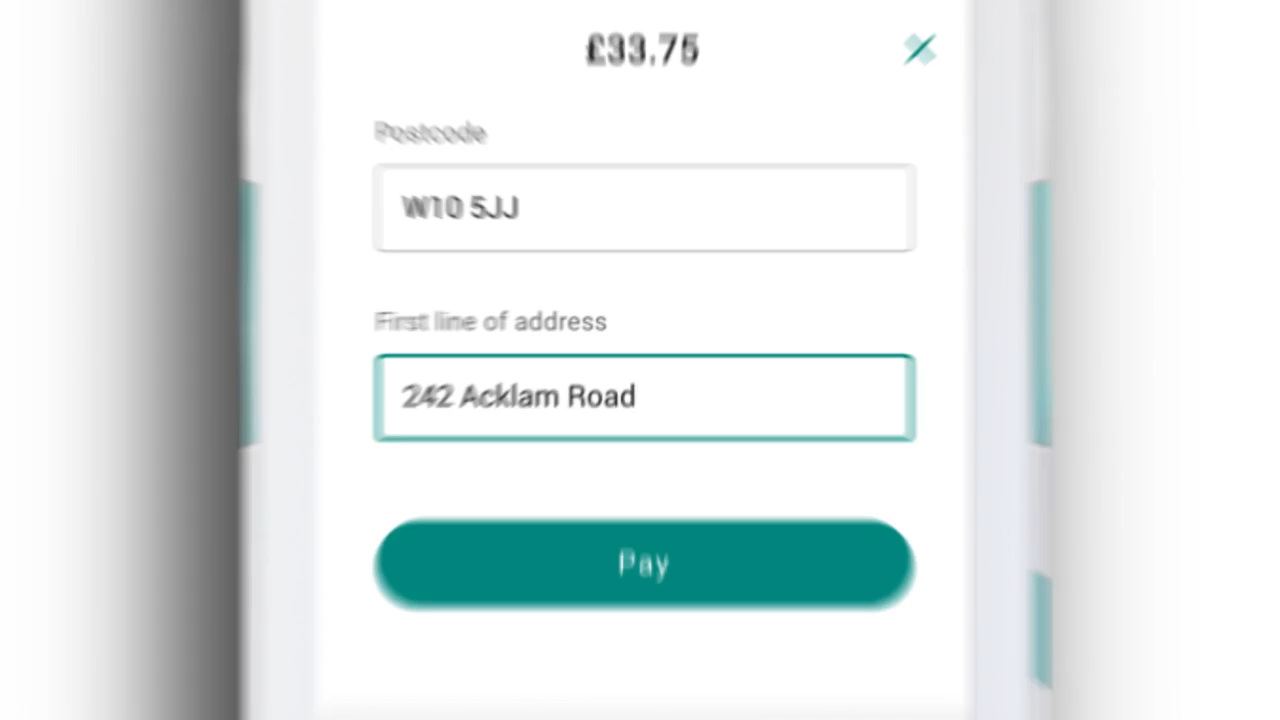 £33.75
Postcode
W10 5JJ
First line of address
242 Acklam Road
Pay